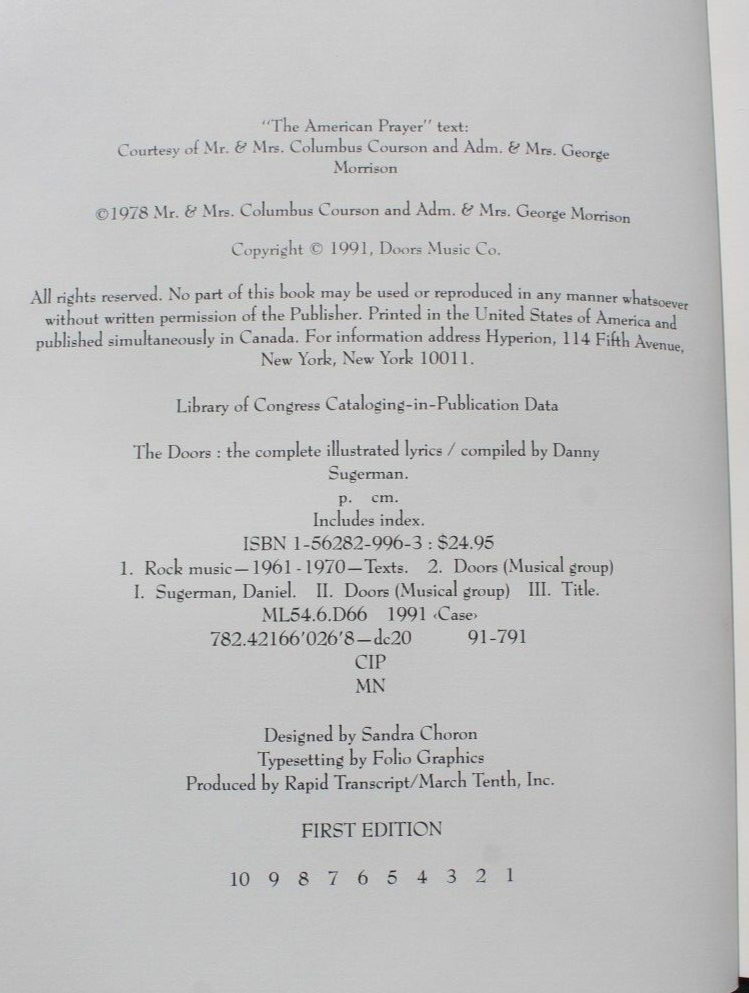 “The American Prayer” text:
Courtesy of Mr. & Mrs. Columbus Courson and Adm. & Mrs. George
Morrison
©1978 Mr. & Mrs. Columbus Courson and Adm. & Mrs. George Morrison
Copyright © 1991, Doors Music Co.
All rights reserved. No part of this book may be used or reproduced in any manner whatsoever
without written permission of the Publisher. Printed in the United States of America and
published simultaneously in Canada. For information address Hyperion, 114 Fifth Avenue,
New York, New York 10011.
Library of Congress Cataloging-in-Publication Data
The Doors : the complete illustrated lyrics / compiled by Danny
Sugerman.
p. cm.
Includes index.
ISBN 1-56282-996-3 : $24.95
1. Rock music—1961-1970—Texts. 2. Doors (Musical group)
I. Sugerman, Daniel. II. Doors (Musical group) III. Title.
ML54.6.D66 1991 ‹Case›
782.42166′026′8—dc20 91-791
CIP
MN
Designed by Sandra Choron
Typesetting by Folio Graphics
Produced by Rapid Transcript/March Tenth, Inc.
FIRST EDITION
10 9 8 7 6 5 4 3 2 1